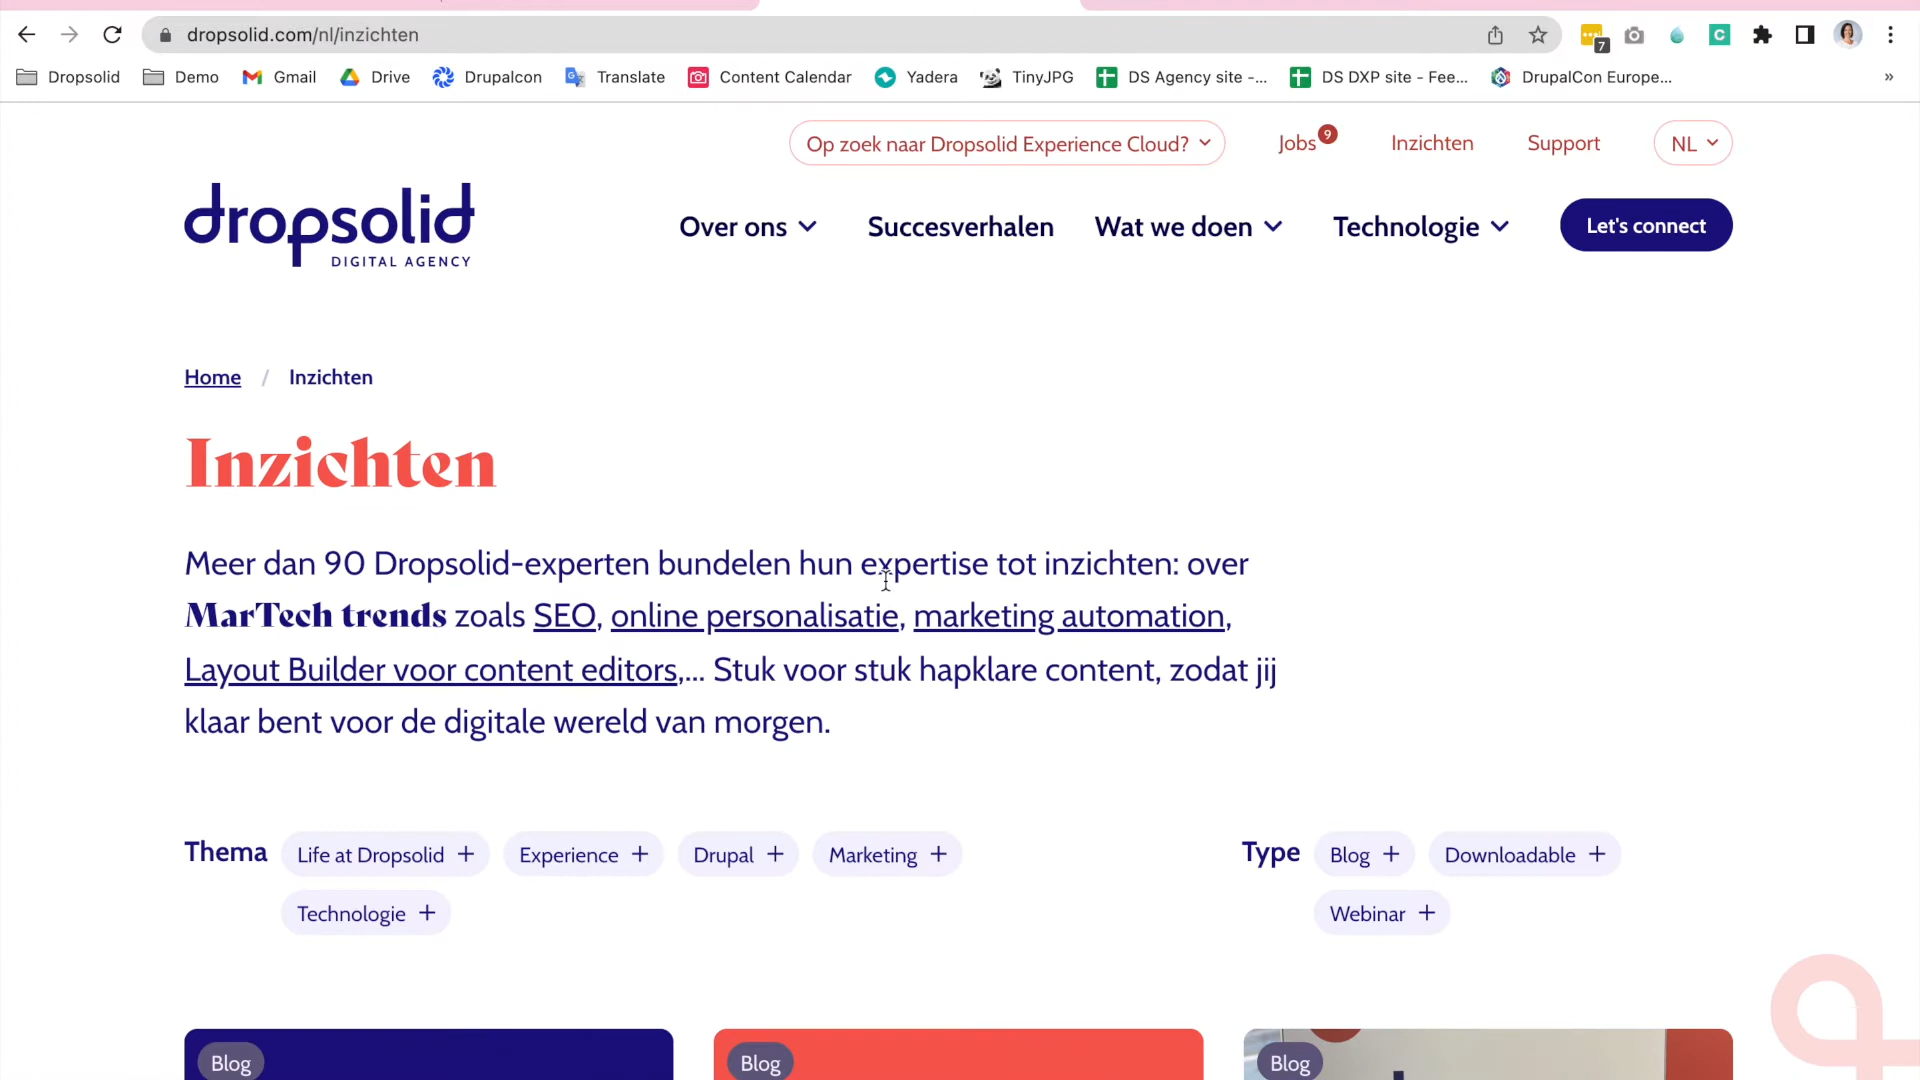 dropsolid.com/nl/inzichten
7
C
Dropsolid Demo Gmail Drive Drupalcon Translate Content Calendar Yadera TinyJPG DS Agency site -... DS DXP site - Fee... DrupalCon Europe... »
Op zoek naar Dropsolid Experience Cloud? Jobs 9 Inzichten Support NL
dropsolid
DIGITAL AGENCY
Over ons Succesverhalen Wat we doen Technologie Let's connect
Home / Inzichten
Inzichten
Meer dan 90 Dropsolid-experten bundelen hun expertise tot inzichten: over
MarTech trends zoals SEO, online personalisatie, marketing automation,
Layout Builder voor content editors,... Stuk voor stuk hapklare content, zodat jij
klaar bent voor de digitale wereld van morgen.
Thema Life at Dropsolid + Experience + Drupal + Marketing +
Technologie +
Type Blog + Downloadable +
Webinar +
Blog
Blog
Blog